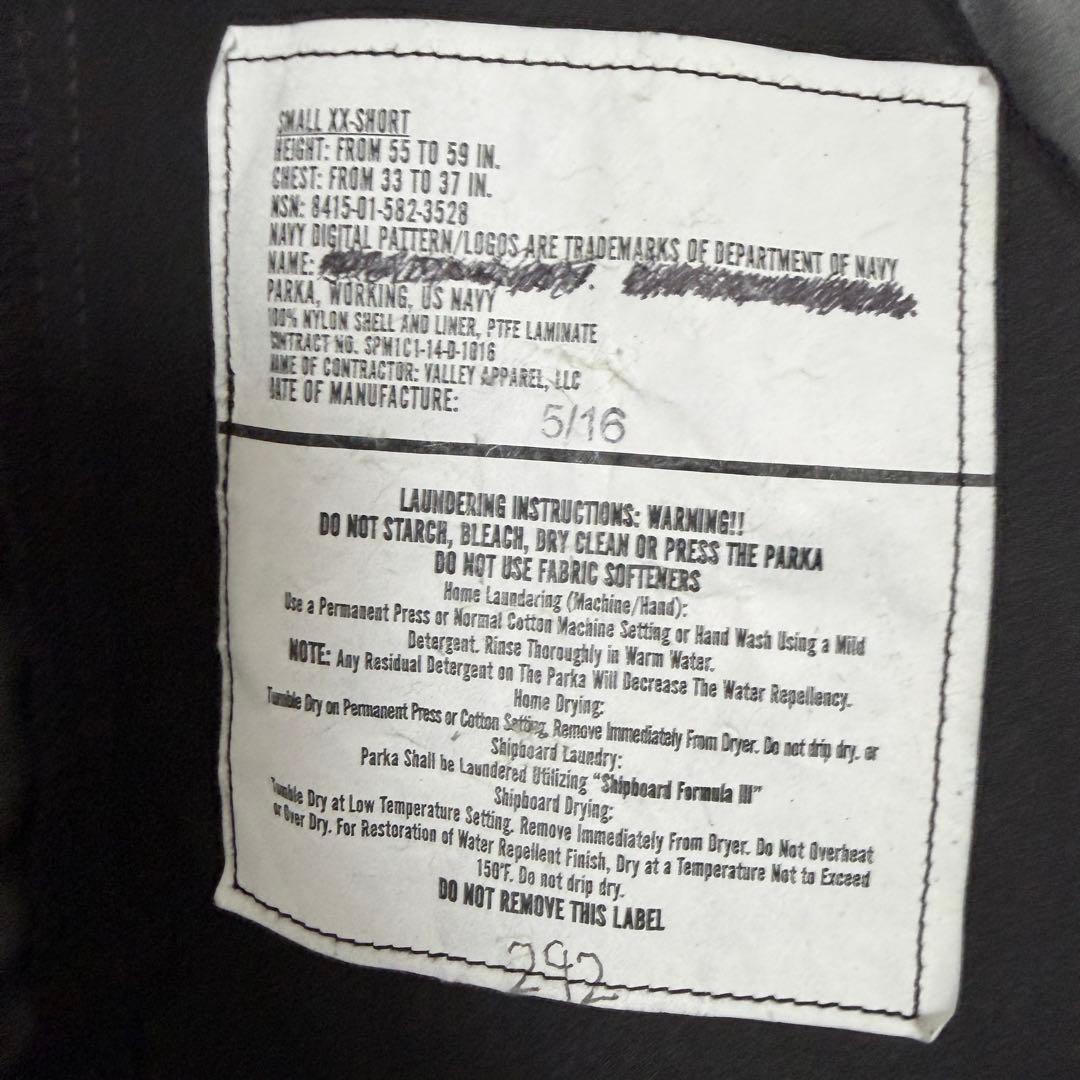 SMALL XX-SHORT
HEIGHT: FROM 55 TO 59 IN.
CHEST: FROM 33 TO 37 IN.
NSN: 8415-01-582-3528
NAVY DIGITAL PATTERN/LOGOS ARE TRADEMARKS OF DEPARTMENT OF NAVY
NAME:
PARKA, WORKING, US NAVY
100% NYLON SHELL AND LINER, PTFE LAMINATE
ONTRACT NO. SPM1C1-14-D-1016
AME OF CONTRACTOR: VALLEY APPAREL, LLC
DATE OF MANUFACTURE: 5/16
LAUNDERING INSTRUCTIONS: WARNING!!
DO NOT STARCH, BLEACH, DRY CLEAN OR PRESS THE PARKA
DO NOT USE FABRIC SOFTENERS
Home Laundering (Machine/Hand):
Use a Permanent Press or Normal Cotton Machine Setting or Hand Wash Using a Mild
Detergent. Rinse Thoroughly in Warm Water.
NOTE: Any Residual Detergent on The Parka Will Decrease The Water Repellency.
Home Drying:
Tumble Dry on Permanent Press or Cotton Setting, Remove Immediately From Dryer. Do not drip dry. or
Shipboard Laundry:
Parka Shall be Laundered Utilizing "Shipboard Formula III"
Shipboard Drying:
Tumble Dry at Low Temperature Setting. Remove Immediately From Dryer. Do Not Overheat
or Over Dry. For Restoration of Water Repellent Finish, Dry at a Temperature Not to Exceed
150°F. Do not drip dry.
DO NOT REMOVE THIS LABEL
292